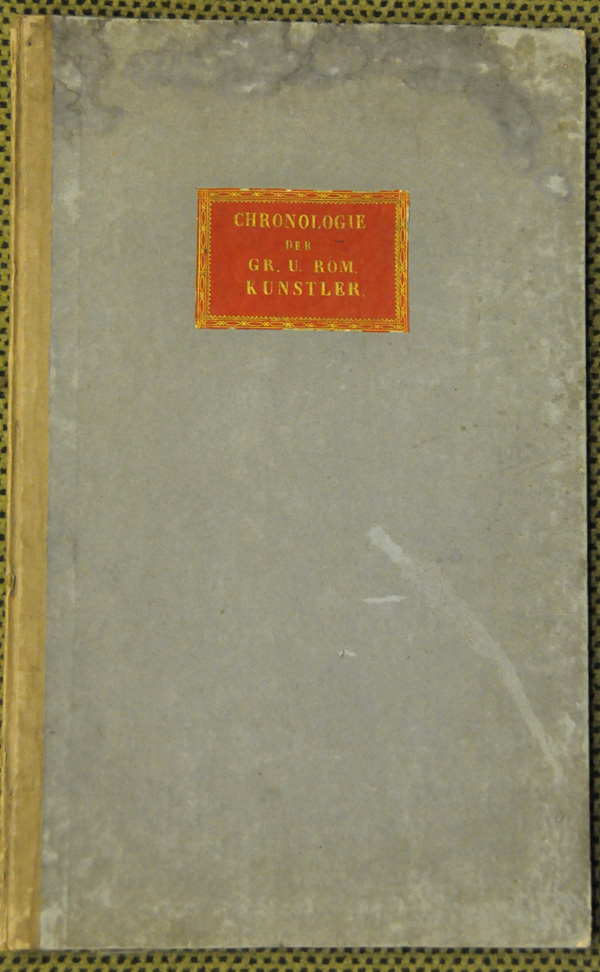 CHRONOLOGIE
DER
GR. U. RÖM.
KUNSTLER.